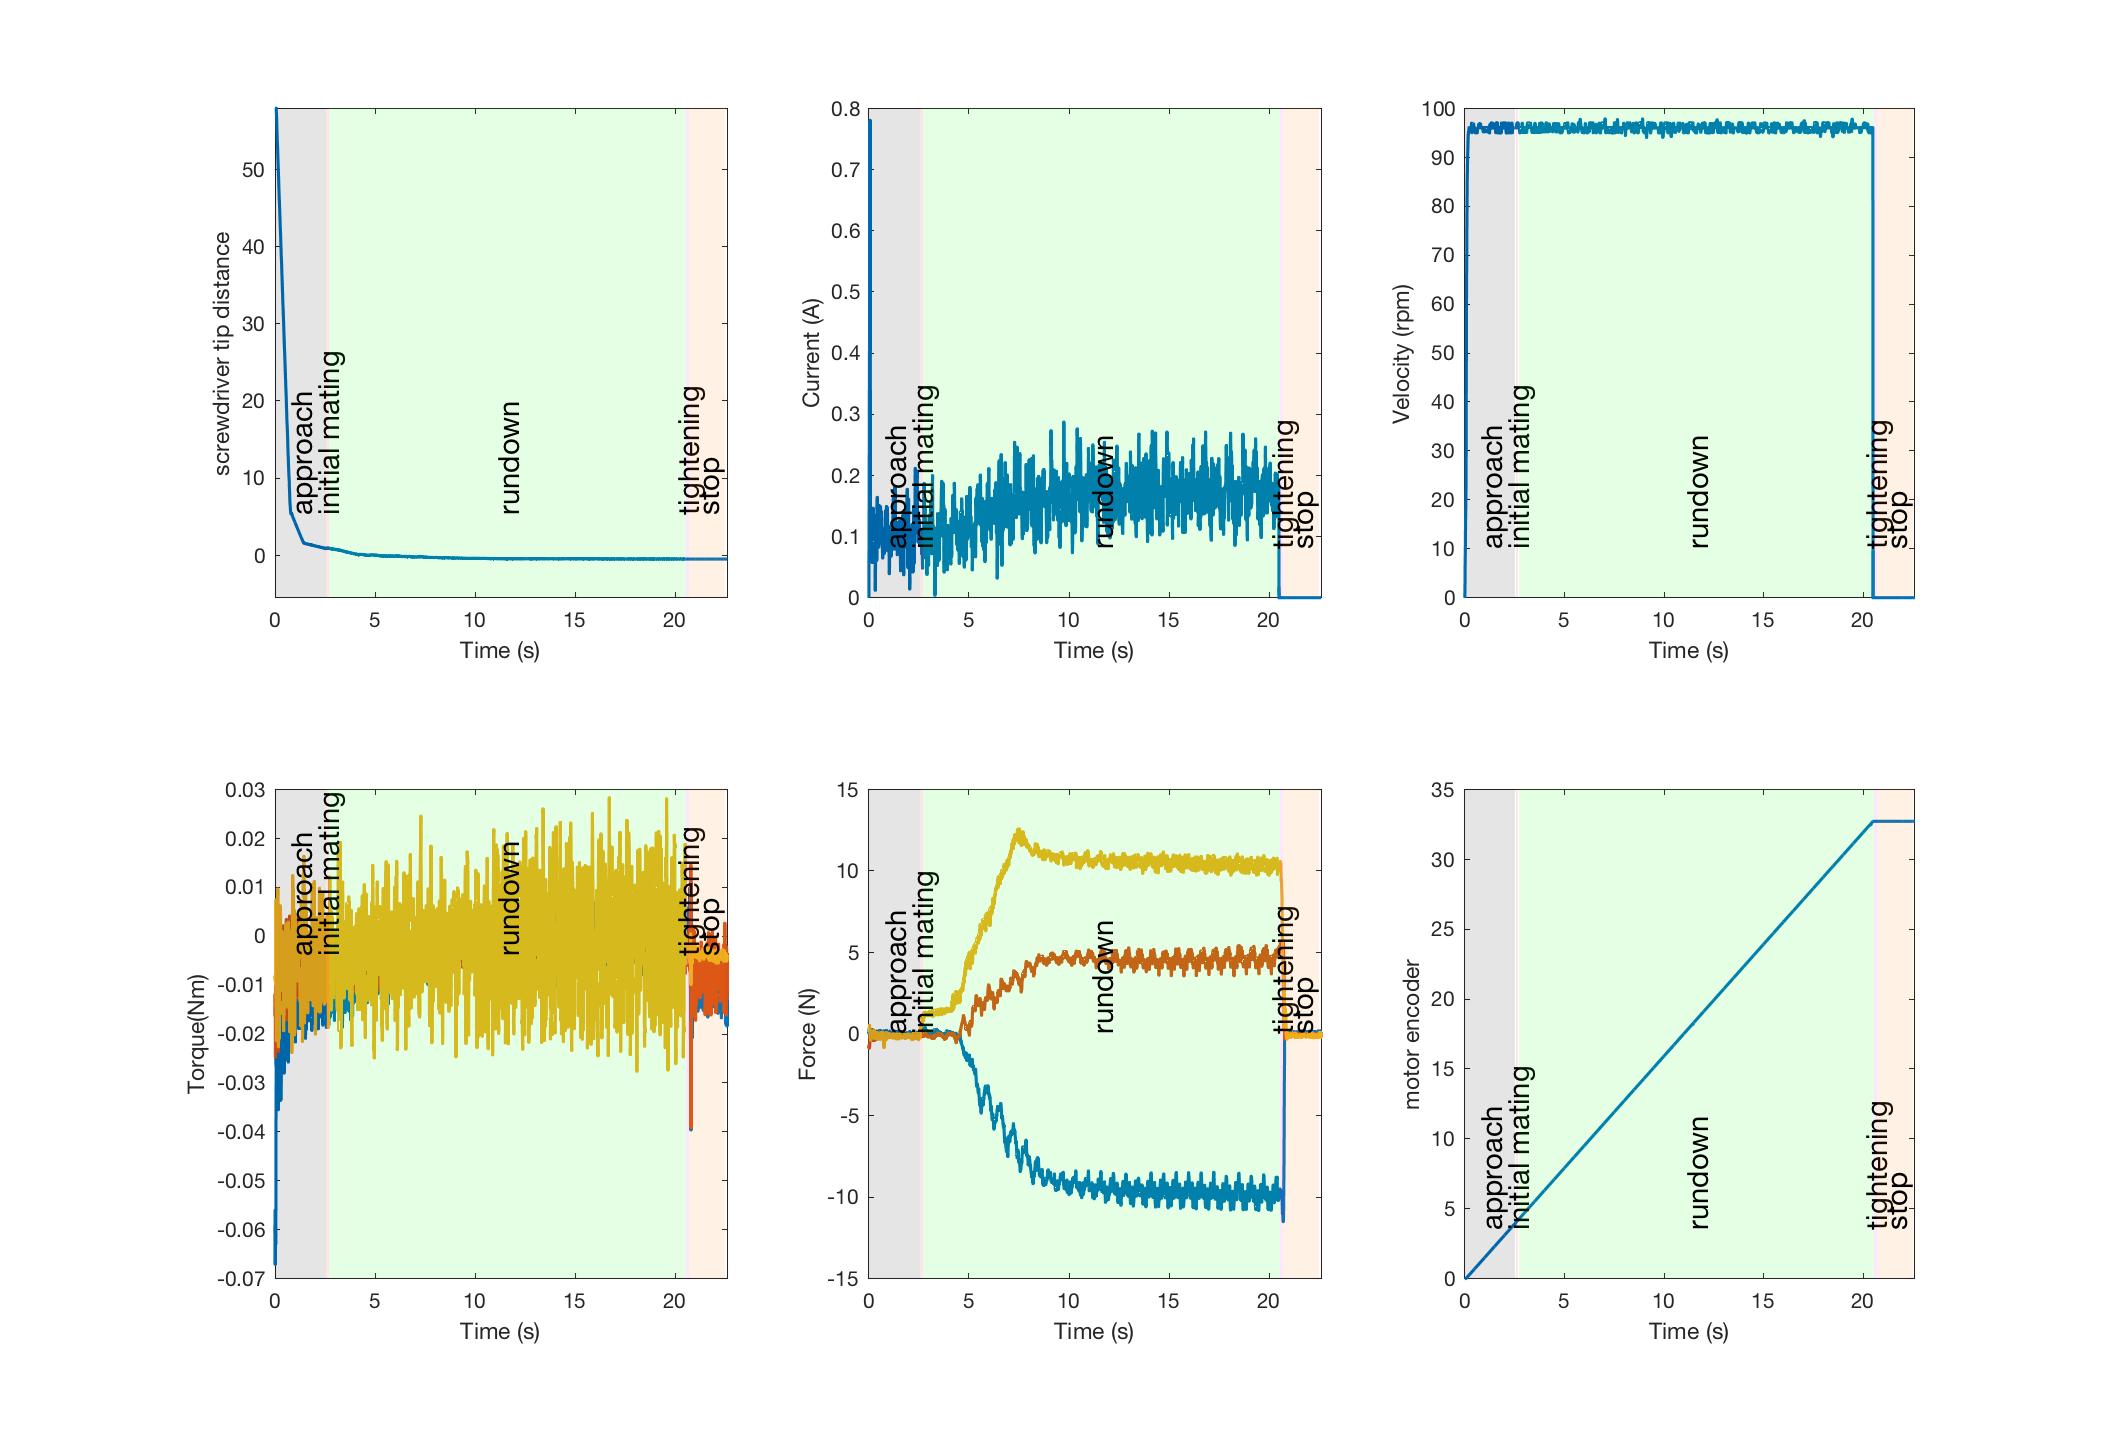 50
40
30
20
10
0
screwdriver tip distance
approach
initial mating
rundown
tightening
stop
0 5 10 15 20
Time (s)
0.8
0.7
0.6
0.5
0.4
0.3
0.2
0.1
0
Current (A)
approach
initial mating
rundown
tightening
stop
0 5 10 15 20
Time (s)
100
90
80
70
60
50
40
30
20
10
0
Velocity (rpm)
approach
initial mating
rundown
tightening
stop
0 5 10 15 20
Time (s)
0.03
0.02
0.01
0
-0.01
-0.02
-0.03
-0.04
-0.05
-0.06
-0.07
Torque(Nm)
approach
initial mating
rundown
tightening
stop
0 5 10 15 20
Time (s)
15
10
5
0
-5
-10
-15
Force (N)
approach
initial mating
rundown
tightening
stop
0 5 10 15 20
Time (s)
35
30
25
20
15
10
5
0
motor encoder
approach
initial mating
rundown
tightening
stop
0 5 10 15 20
Time (s)